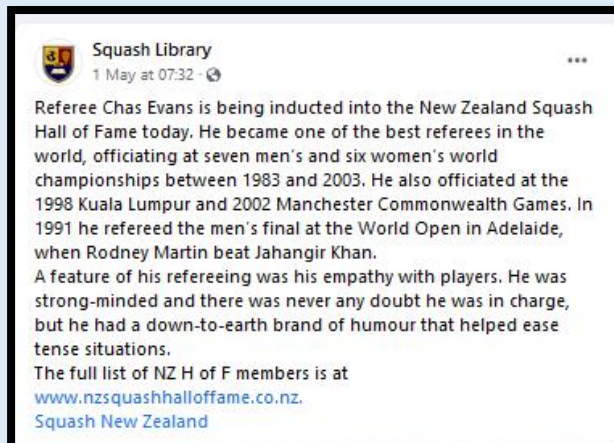 Squash Library
1 May at 07:32 ·
Referee Chas Evans is being inducted into the New Zealand Squash
Hall of Fame today. He became one of the best referees in the
world, officiating at seven men's and six women's world
championships between 1983 and 2003. He also officiated at the
1998 Kuala Lumpur and 2002 Manchester Commonwealth Games. In
1991 he refereed the men's final at the World Open in Adelaide,
when Rodney Martin beat Jahangir Khan.
A feature of his refereeing was his empathy with players. He was
strong-minded and there was never any doubt he was in charge,
but he had a down-to-earth brand of humour that helped ease
tense situations.
The full list of NZ H of F members is at
www.nzsquashhalloffame.co.nz.
Squash New Zealand